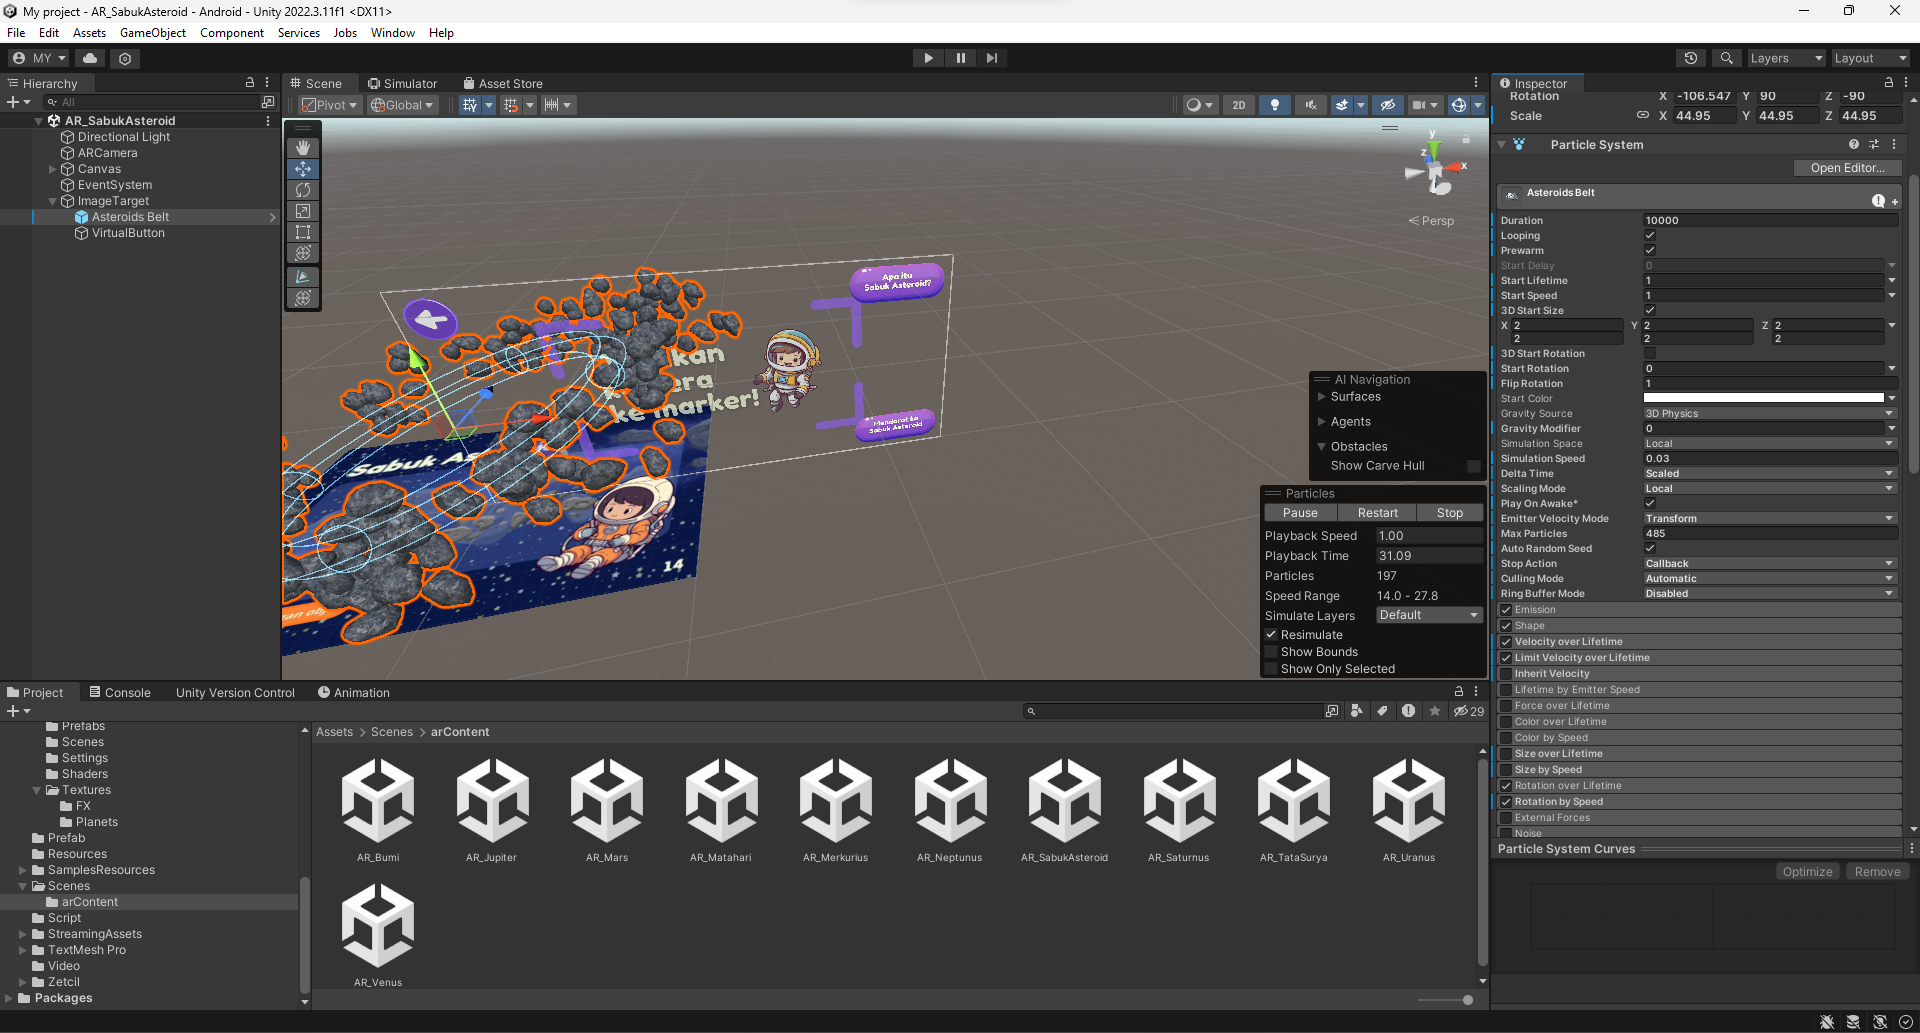 My project - AR_SabukAsteroid - Android - Unity 2022.3.11f1 <DX11>
File Edit Assets GameObject Component Services Jobs Window Help
MY
Layers Layout
Hierarchy
All
AR_SabukAsteroid
Directional Light
ARCamera
Canvas
EventSystem
ImageTarget
Asteroids Belt
VirtualButton
Scene Simulator Asset Store
Pivot Global 2D
y
z x
Persp
Apa itu
Sabuk Asteroid?
kan
era
ke marker!
Mendarat ke
Sabuk Asteroid
Sabuk As
14
an obj
AI Navigation
Surfaces
Agents
Obstacles
Show Carve Hull
Particles
Pause Restart Stop
Playback Speed 1.00
Playback Time 31.09
Particles 197
Speed Range 14.0 - 27.8
Simulate Layers Default
Resimulate
Show Bounds
Show Only Selected
Inspector
Rotation X -106.547 Y 90 Z -90
Scale X 44.95 Y 44.95 Z 44.95
Particle System
Open Editor...
Asteroids Belt
Duration 10000
Looping
Prewarm
Start Delay 0
Start Lifetime 1
Start Speed 1
3D Start Size
X 2 Y 2 Z 2
2 2 2
3D Start Rotation
Start Rotation 0
Flip Rotation 1
Start Color
Gravity Source 3D Physics
Gravity Modifier 0
Simulation Space Local
Simulation Speed 0.03
Delta Time Scaled
Scaling Mode Local
Play On Awake*
Emitter Velocity Mode Transform
Max Particles 485
Auto Random Seed
Stop Action Callback
Culling Mode Automatic
Ring Buffer Mode Disabled
Emission
Shape
Velocity over Lifetime
Limit Velocity over Lifetime
Inherit Velocity
Lifetime by Emitter Speed
Force over Lifetime
Color over Lifetime
Color by Speed
Size over Lifetime
Size by Speed
Rotation over Lifetime
Rotation by Speed
External Forces
Noise
Particle System Curves
Optimize Remove
Project Console Unity Version Control Animation
29
Prefabs
Scenes
Settings
Shaders
Textures
FX
Planets
Prefab
Resources
SamplesResources
Scenes
arContent
Script
StreamingAssets
TextMesh Pro
Video
Zetcil
Packages
Assets > Scenes > arContent
AR_Bumi AR_Jupiter AR_Mars AR_Matahari AR_Merkurius AR_Neptunus AR_SabukAsteroid AR_Saturnus AR_TataSurya AR_Uranus
AR_Venus